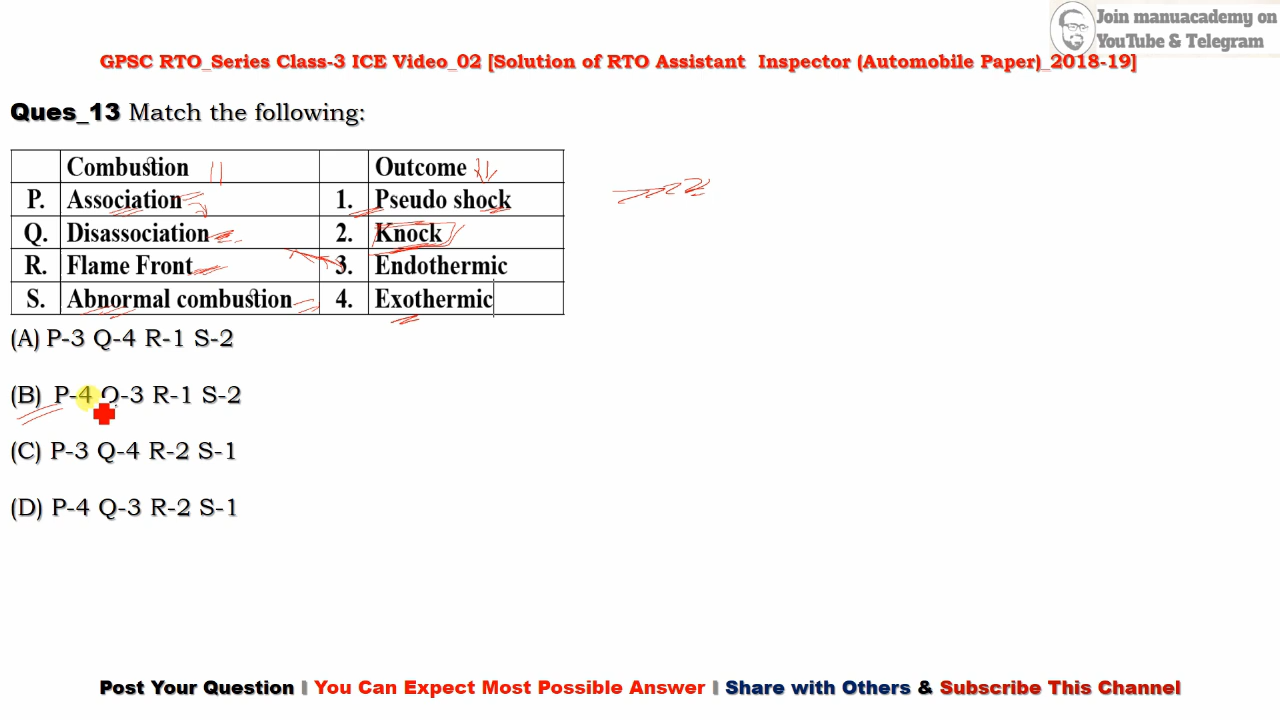 Join manuacademy on
YouTube & Telegram
GPSC RTO_Series Class-3 ICE Video_02 [Solution of RTO Assistant Inspector (Automobile Paper)_2018-19]
Ques_13 Match the following:
Combustion Outcome
P. Association 1. Pseudo shock
Q. Disassociation 2. Knock
R. Flame Front 3. Endothermic
S. Abnormal combustion 4. Exothermic
(A) P-3 Q-4 R-1 S-2
(B) P-4 Q-3 R-1 S-2
(C) P-3 Q-4 R-2 S-1
(D) P-4 Q-3 R-2 S-1
Post Your Question | You Can Expect Most Possible Answer | Share with Others & Subscribe This Channel